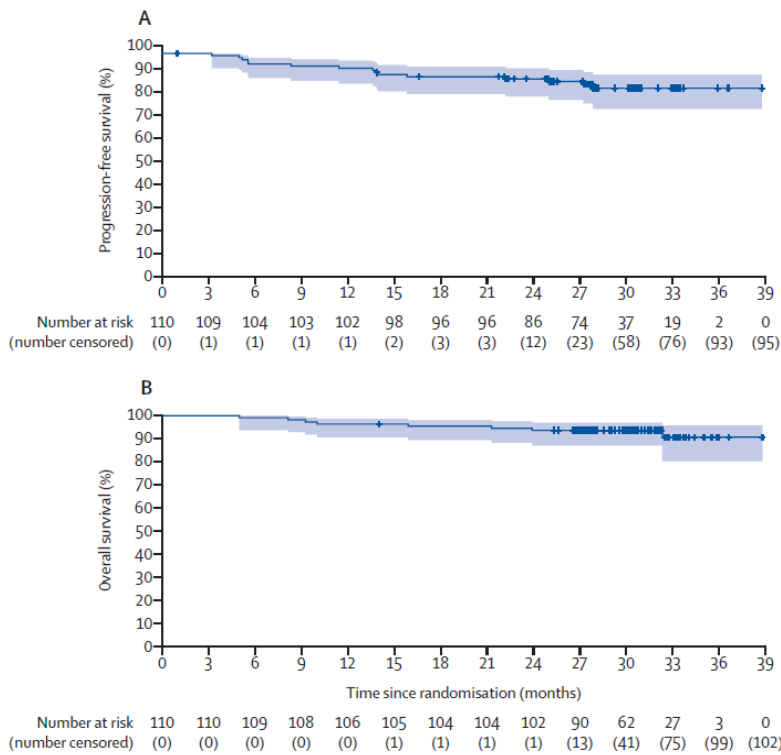 A
Progression-free survival (%)
100
90
80
70
60
50
40
30
20
10
0
0 3 6 9 12 15 18 21 24 27 30 33 36 39
Number at risk 110 109 104 103 102 98 96 96 86 74 37 19 2 0
(number censored) (0) (1) (1) (1) (1) (2) (3) (3) (12) (23) (58) (76) (93) (95)
B
Overall survival (%)
100
90
80
70
60
50
40
30
20
10
0
0 3 6 9 12 15 18 21 24 27 30 33 36 39
Time since randomisation (months)
Number at risk 110 110 109 108 106 105 104 104 102 90 62 27 3 0
(number censored) (0) (0) (0) (0) (0) (1) (1) (1) (1) (13) (41) (75) (99) (102)